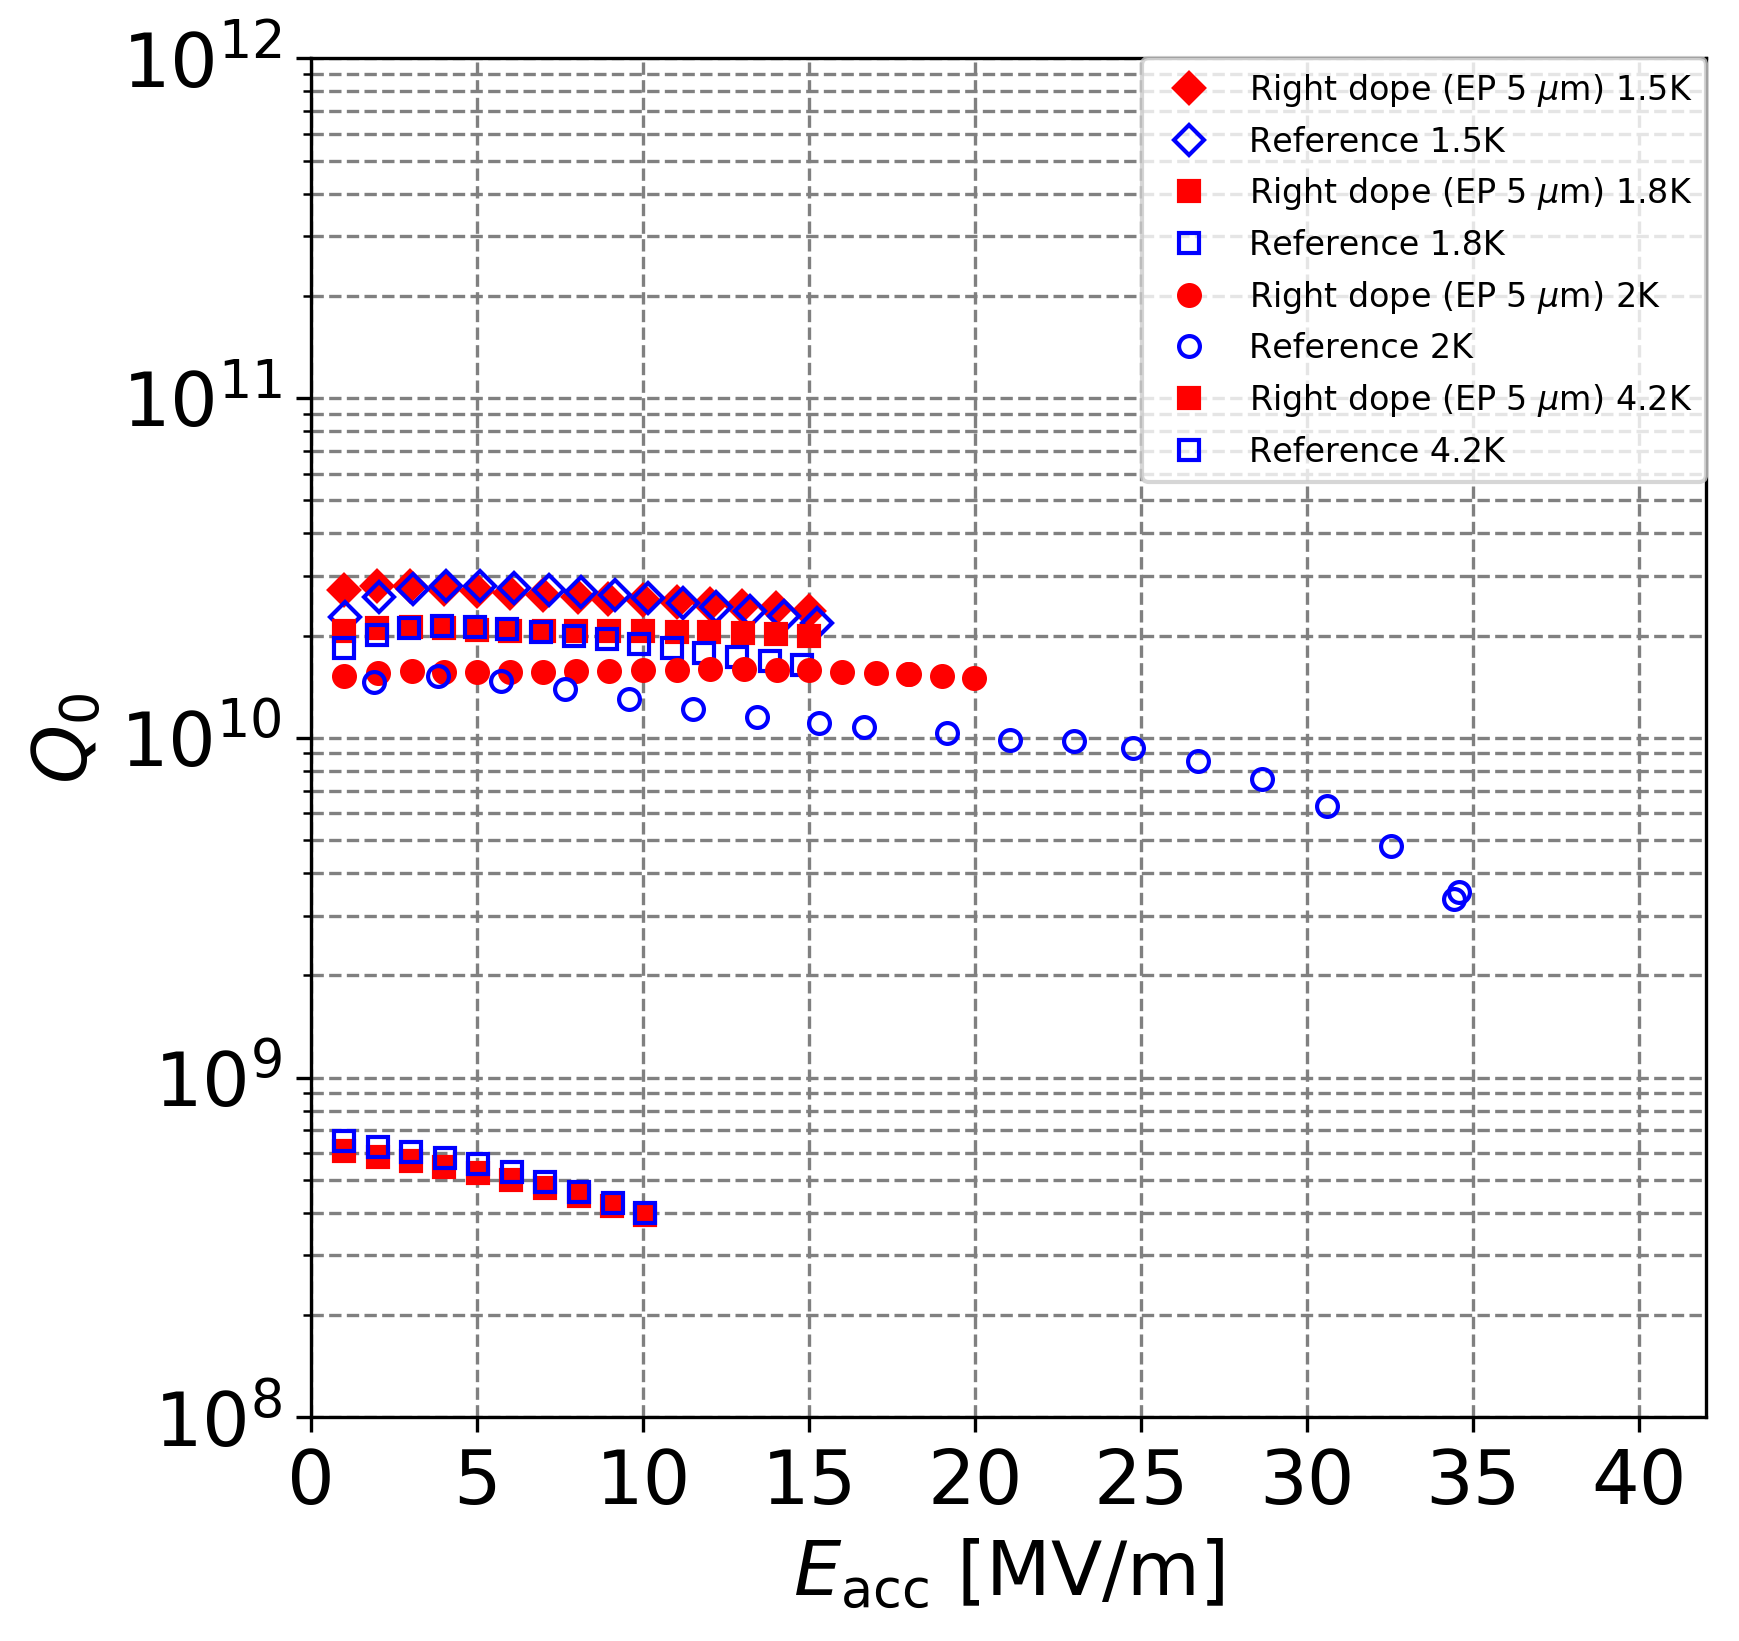 10^12
10^11
10^10
10^9
10^8
Q_0
Right dope (EP 5 μm) 1.5K
Reference 1.5K
Right dope (EP 5 μm) 1.8K
Reference 1.8K
Right dope (EP 5 μm) 2K
Reference 2K
Right dope (EP 5 μm) 4.2K
Reference 4.2K
0 5 10 15 20 25 30 35 40
E_acc [MV/m]